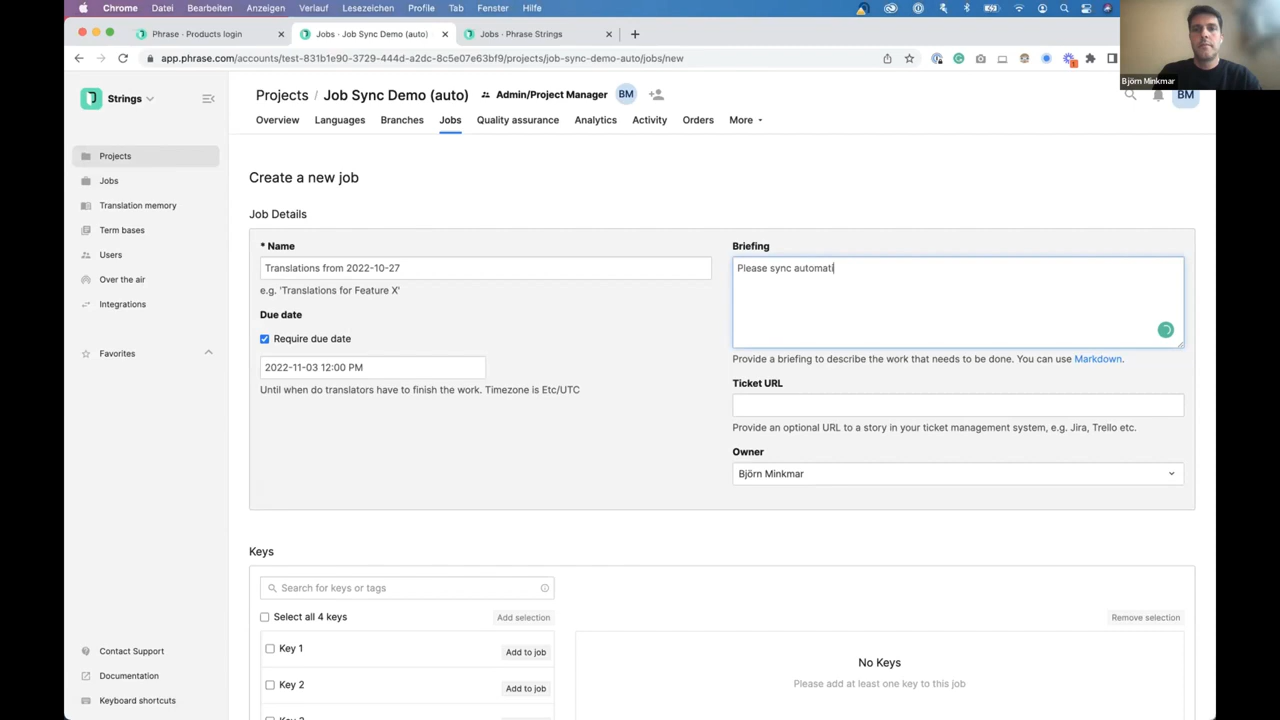 Chrome Datei Bearbeiten Anzeigen Verlauf Lesezeichen Profile Tab Fenster Hilfe
Phrase - Products login
Jobs · Job Sync Demo (auto)
Jobs · Phrase Strings
app.phrase.com/accounts/test-831b1e90-3729-444d-a2dc-8c5e07e63bf9/projects/job-sync-demo-auto/jobs/new
Björn Minkmar
Strings
Projects / Job Sync Demo (auto) Admin/Project Manager BM
BM
Overview Languages Branches Jobs Quality assurance Analytics Activity Orders More
Projects
Jobs
Translation memory
Term bases
Users
Over the air
Integrations
Favorites
Contact Support
Documentation
Keyboard shortcuts
Create a new job
Job Details
* Name
Translations from 2022-10-27
e.g. 'Translations for Feature X'
Due date
Require due date
2022-11-03 12:00 PM
Until when do translators have to finish the work. Timezone is Etc/UTC
Briefing
Please sync automati
Provide a briefing to describe the work that needs to be done. You can use Markdown.
Ticket URL
Provide an optional URL to a story in your ticket management system, e.g. Jira, Trello etc.
Owner
Björn Minkmar
Keys
Search for keys or tags
Select all 4 keys Add selection
Remove selection
Key 1 Add to job
Key 2 Add to job
No Keys
Please add at least one key to this job